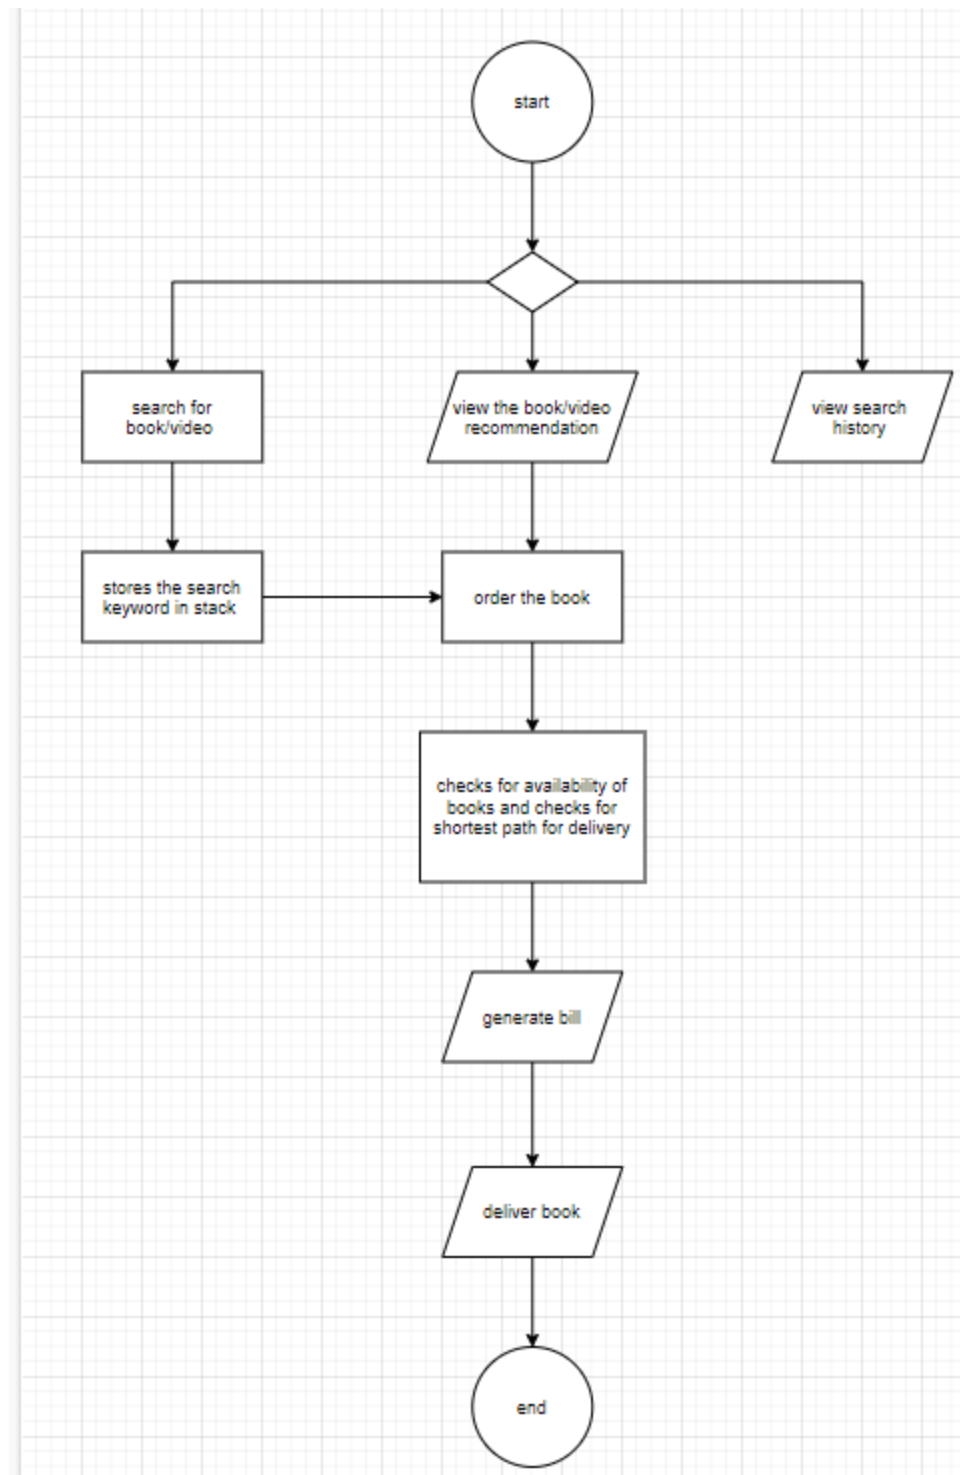 start
search for
book/video
view the book/video
recommendation
view search
history
stores the search
keyword in stack
order the book
checks for availability of
books and checks for
shortest path for delivery
generate bill
deliver book
end